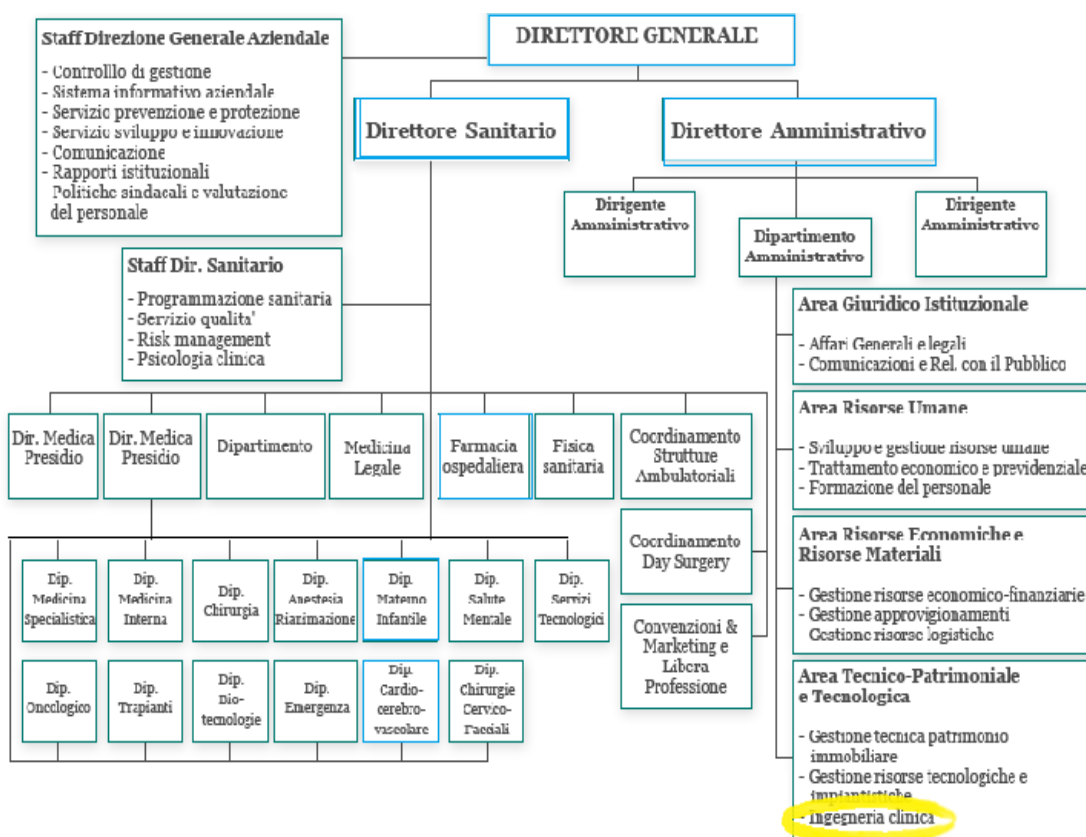 Staff Direzione Generale Aziendale
- Controlllo di gestione
- Sistema informativo aziendale
- Servizio prevenzione e protezione
- Servizio sviluppo e innovazione
- Comunicazione
- Rapporti istituzionali
Politiche sindacali e valutazione
del personale
DIRETTORE GENERALE
Direttore Sanitario
Direttore Amministrativo
Dirigente
Amministrativo
Dipartimento
Amministrativo
Dirigente
Amministrativo
Staff Dir. Sanitario
- Programmazione sanitaria
- Servizio qualita'
- Risk management
- Psicologia clinica
Area Giuridico Istituzionale
- Affari Generali e legali
- Comunicazioni e Rel. con il Pubblico
Area Risorse Umane
- Sviluppo e gestione risorse umane
- Trattamento economico e previdenziale
- Formazione del personale
Area Risorse Economiche e
Risorse Materiali
- Gestione risorse economico-finanziarie
- Gestione approvigionamenti
Gestione risorse logistiche
Area Tecnico-Patrimoniale
e Tecnologica
- Gestione tecnica patrimonio
immobiliare
- Gestione risorse tecnologiche e
impiantistiche
- Ingegneria clinica
Dir. Medica
Presidio
Dir. Medica
Presidio
Dipartimento
Medicina
Legale
Farmacia
ospedaliera
Fisica
sanitaria
Coordinamento
Strutture
Ambulatoriali
Coordinamento
Day Surgery
Convenzioni &
Marketing e
Libera
Professione
Dip.
Medicina
Specialistica
Dip.
Medicina
Interna
Dip.
Chirurgia
Dip.
Anestesia
Rianimazione
Dip.
Materno
Infantile
Dip.
Salute
Mentale
Dip.
Servizi
Tecnologici
Dip.
Oncologico
Dip.
Trapianti
Dip.
Bio-
tecnologie
Dip.
Emergenza
Dip.
Cardio-
cerebro-
vascolare
Dip.
Chirurgie
Cervico-
Facciali